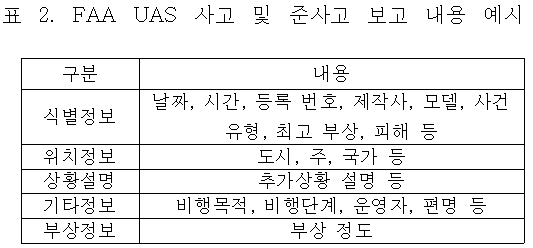 표 2. FAA UAS 사고 및 준사고 보고 내용 예시
구분 내용
식별정보 날짜, 시간, 등록 번호, 제작사, 모델, 사건
유형, 최고 부상, 피해 등
위치정보 도시, 주, 국가 등
상황설명 추가상황 설명 등
기타정보 비행목적, 비행단계, 운영자, 편명 등
부상정보 부상 정도